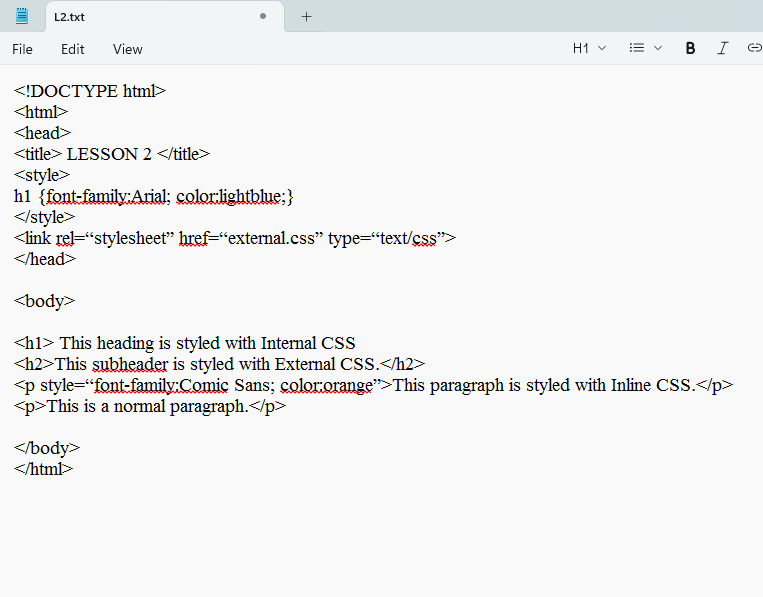 L2.txt
File Edit View H1 B I
<!DOCTYPE html>
<html>
<head>
<title> LESSON 2 </title>
<style>
h1 {font-family:Arial; color:lightblue;}
</style>
<link rel=“stylesheet” href=“external.css” type=“text/css”>
</head>
<body>
<h1> This heading is styled with Internal CSS
<h2>This subheader is styled with External CSS.</h2>
<p style=“font-family:Comic Sans; color:orange”>This paragraph is styled with Inline CSS.</p>
<p>This is a normal paragraph.</p>
</body>
</html>